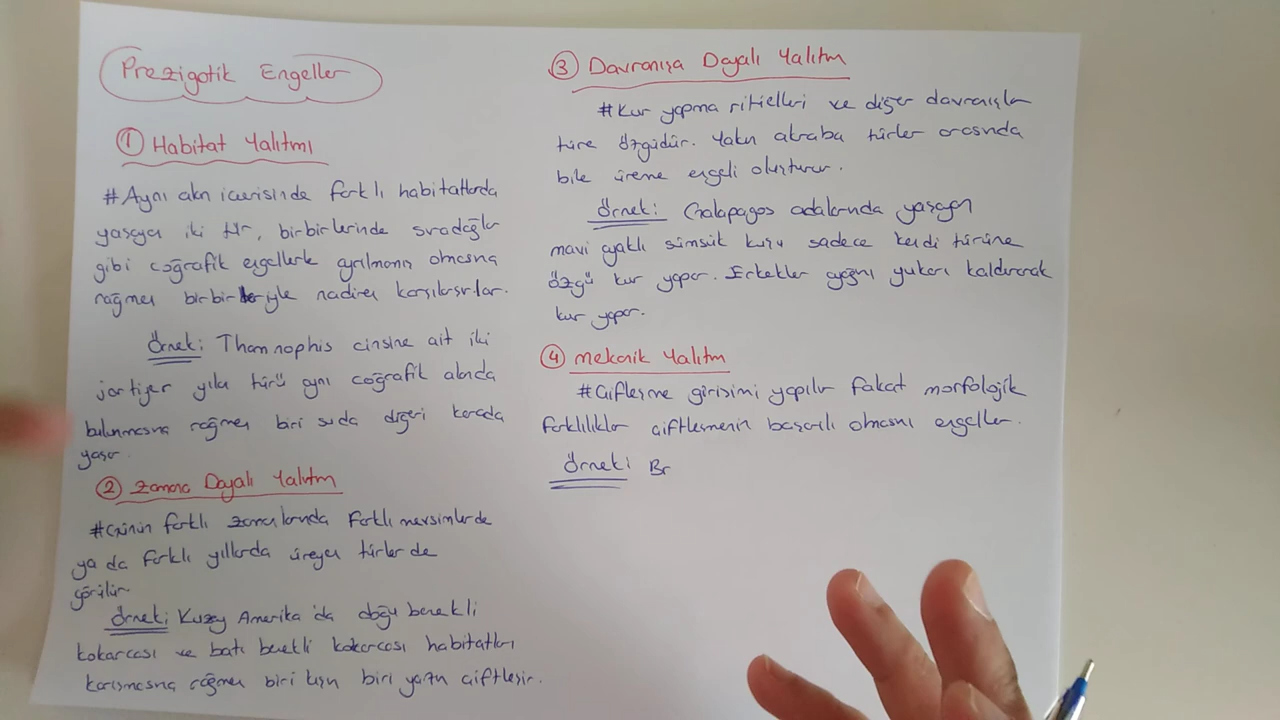 Prezigotik Engeller
① Habitat Yalıtımı
#Aynı alan içerisinde farklı habitatlarda
yaşayan iki tür, birbirlerinde sıradağlar
gibi coğrafik engellerle ayrılmamış olmasına
rağmen birbirleriyle nadiren karşılaşırlar.
Örnek: Thamnophis cinsine ait iki
jartiyer yılan türü aynı coğrafik alanda
bulunmasına rağmen biri suda diğeri karada
yaşar.
② Zamana Dayalı Yalıtım
#Günün farklı zamanlarında farklı mevsimlerde
ya da farklı yıllarda üreyen türlerde
görülür
Örnek: Kuzey Amerika'da doğu benekli
kokarcası ve batı benekli kokarcası habitatları
karışmasına rağmen biri kışın biri yazın çiftleşir.
③ Davranışa Dayalı Yalıtım
#Kur yapma ritüelleri ve diğer davranışlar
türe özgüdür. Yakın akraba türler arasında
bile üreme engeli oluşturur.
Örnek: Galapagos adalarında yaşayan
mavi ayaklı sümsük kuşu sadece kendi türüne
özgü kur yapar. Erkekler ayağını yukarı kaldırarak
kur yapar.
④ mekanik Yalıtım
#Çiftleşme girişimi yapılır fakat morfolojik
farklılıklar çiftleşmenin başarılı olmasını engeller.
Örnek: Br